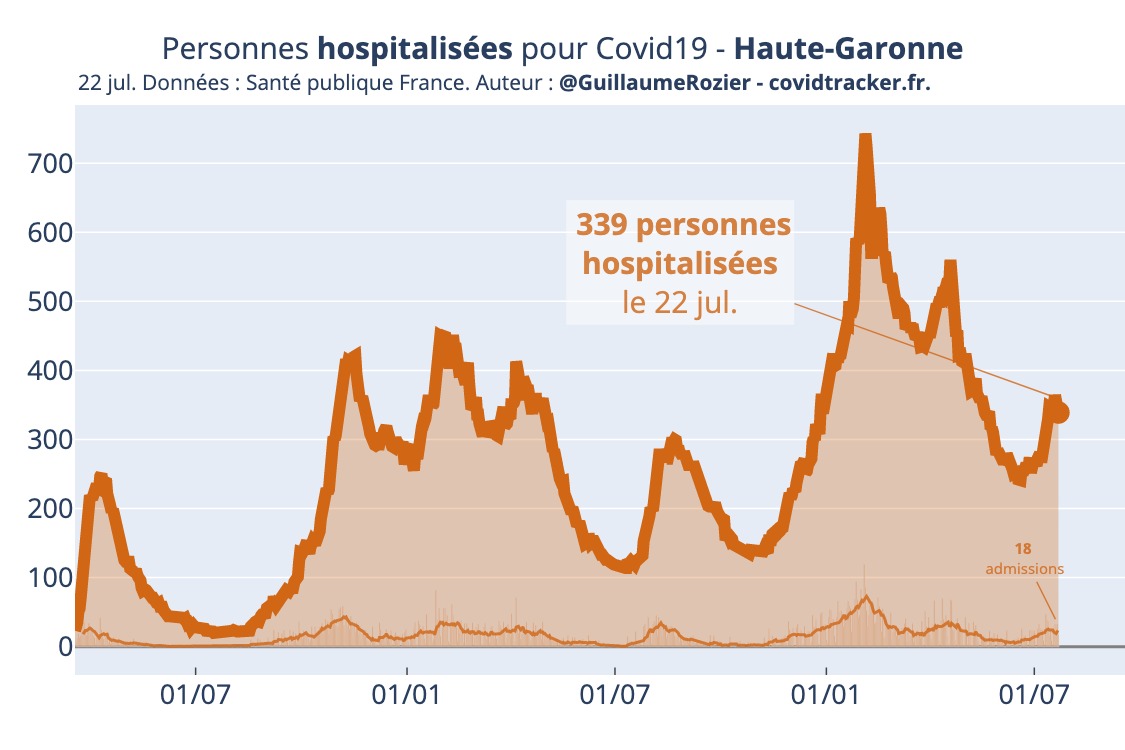 Personnes hospitalisées pour Covid19 - Haute-Garonne
22 jul. Données : Santé publique France. Auteur : @GuillaumeRozier - covidtracker.fr.
700
600
500
400
300
200
100
0
339 personnes
hospitalisées
le 22 jul.
18
admissions
01/07
01/01
01/07
01/01
01/07